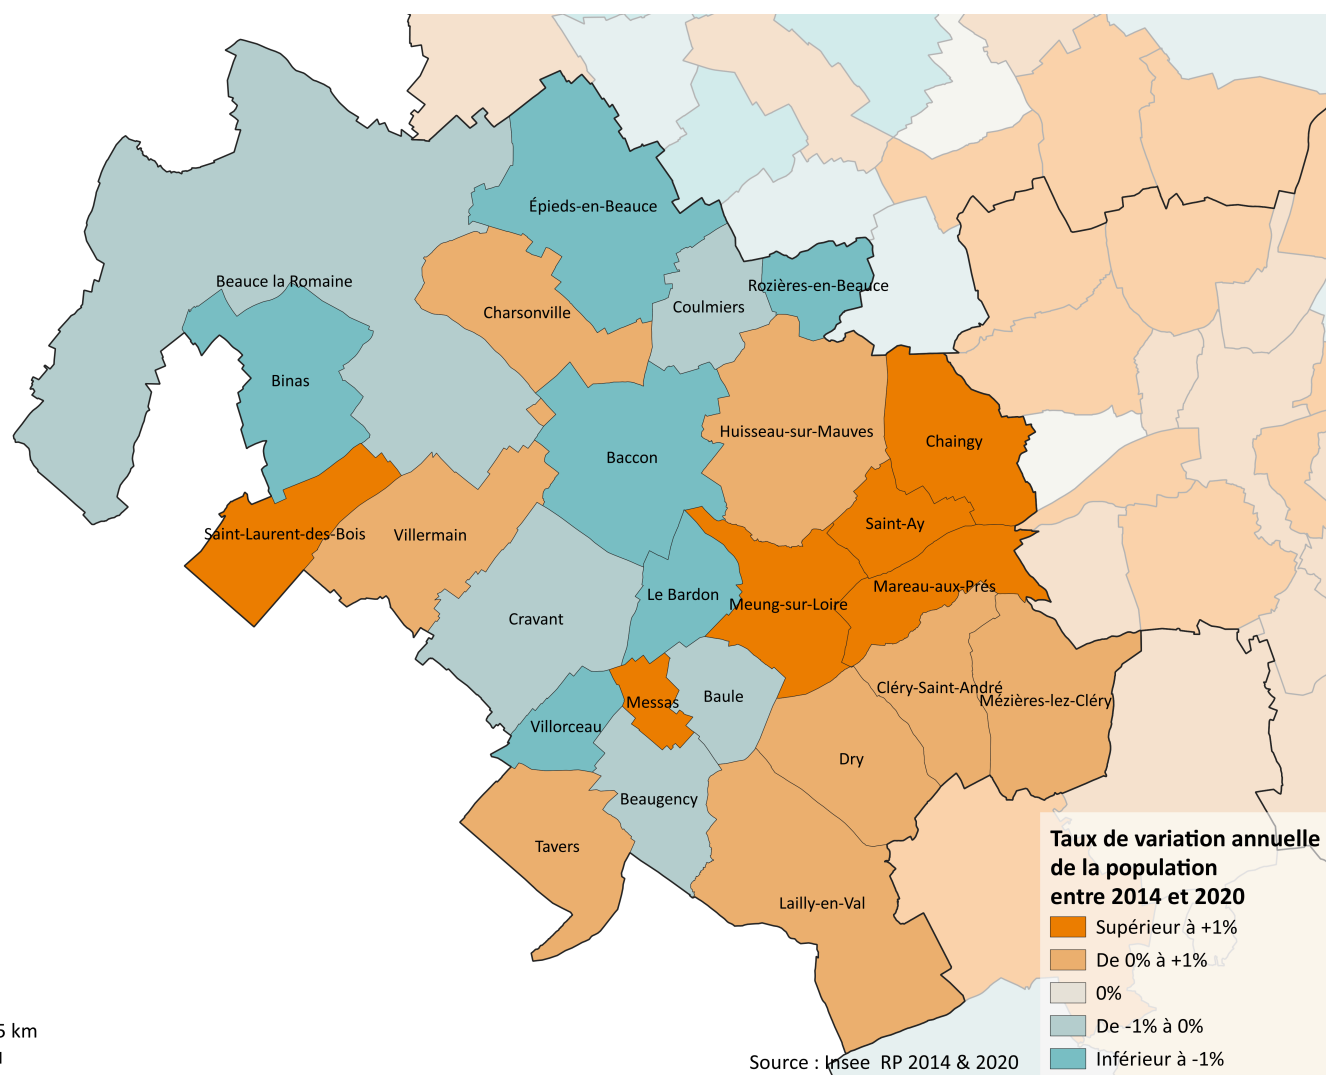 Épieds-en-Beauce
Beauce la Romaine
Rozières-en-Beauce
Charsonville
Coulmiers
Binas
Huisseau-sur-Mauves
Chaingy
Baccon
Saint-Laurent-des-Bois
Villermain
Saint-Ay
Mareau-aux-Prés
Le Bardon
Meung-sur-Loire
Cravant
Cléry-Saint-André
Messas
Baule
Mézières-lez-Cléry
Villorceau
Dry
Beaugency
Tavers
Lailly-en-Val
Taux de variation annuelle
de la population
entre 2014 et 2020
Supérieur à +1%
De 0% à +1%
0%
De -1% à 0%
Inférieur à -1%
5 km
Source : Insee RP 2014 & 2020